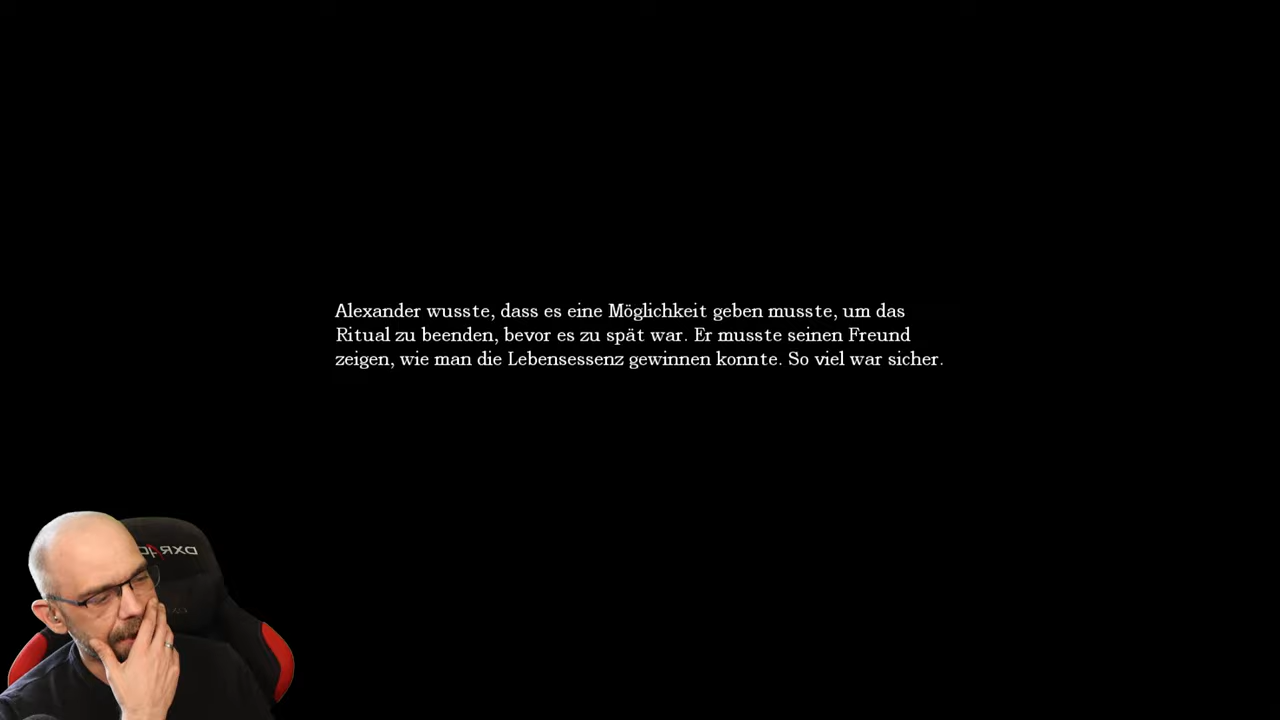 Alexander wusste, dass es eine Möglichkeit geben musste, um das
Ritual zu beenden, bevor es zu spät war. Er musste seinen Freund
zeigen, wie man die Lebensessenz gewinnen konnte. So viel war sicher.